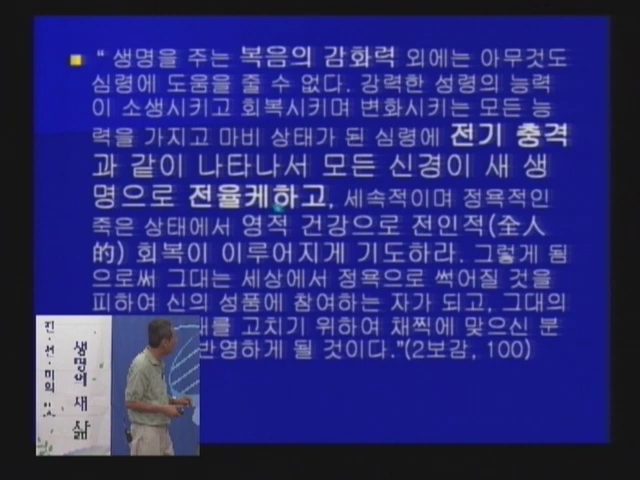 “ 생명을 주는 복음의 감화력 외에는 아무것도
심령에 도움을 줄 수 없다. 강력한 성령의 능력
이 소생시키고 회복시키며 변화시키는 모든 능
력을 가지고 마비 상태가 된 심령에 전기 충격
과 같이 나타나서 모든 신경이 새 생
명으로 전율케하고, 세속적이며 정욕적인
죽은 상태에서 영적 건강으로 전인적(全人
的) 회복이 이루어지게 기도하라. 그렇게 됨
으로써 그대는 세상에서 정욕으로 썩어질 것을
피하여 신의 성품에 참여하는 자가 되고, 그대의
를 고치기 위하여 채찍에 맞으신 분
반영하게 될 것이다.”(2보감, 100)
진·선·미의
생명의 새 삶